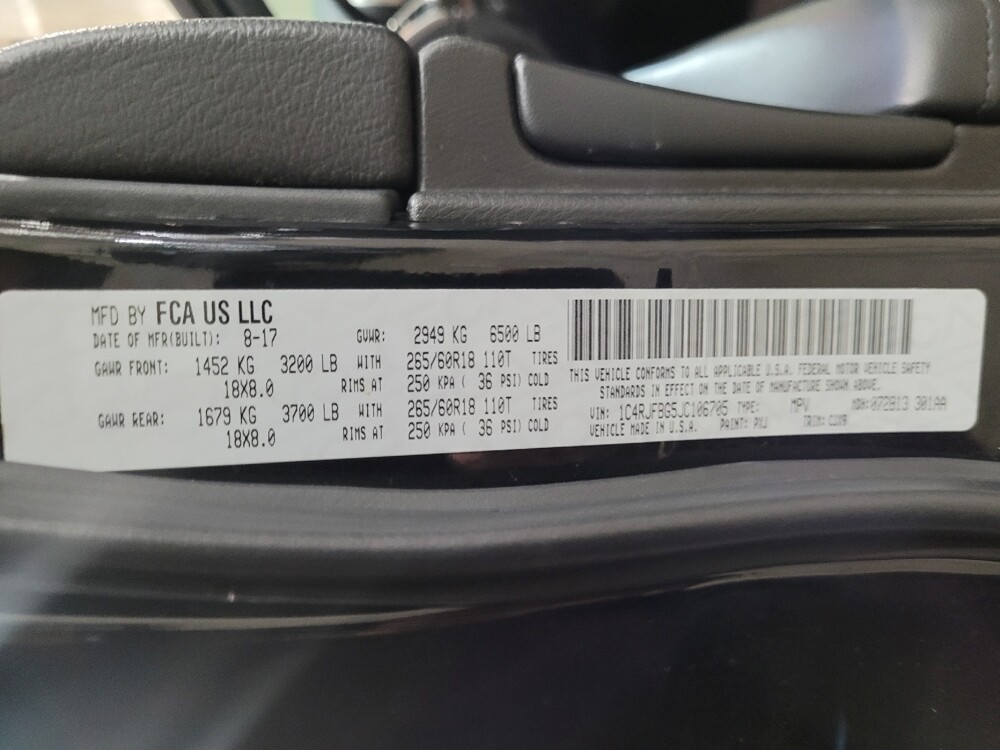 MFD BY FCA US LLC
DATE OF MFR(BUILT): 8-17 GVWR: 2949 KG 6500 LB
GAWR FRONT: 1452 KG 3200 LB WITH 265/60R18 110T TIRES
18X8.0 RIMS AT 250 KPA ( 36 PSI) COLD
GAWR REAR: 1679 KG 3700 LB WITH 265/60R18 110T TIRES
18X8.0 RIMS AT 250 KPA ( 36 PSI) COLD
THIS VEHICLE CONFORMS TO ALL APPLICABLE U.S.A. FEDERAL MOTOR VEHICLE SAFETY
STANDARDS IN EFFECT ON THE DATE OF MANUFACTURE SHOWN ABOVE.
VIN: 1C4RJFBG5JC106705 TYPE: MPV MDH: 072813 301AA
VEHICLE MADE IN U.S.A. PAINT: PXJ TRIM: